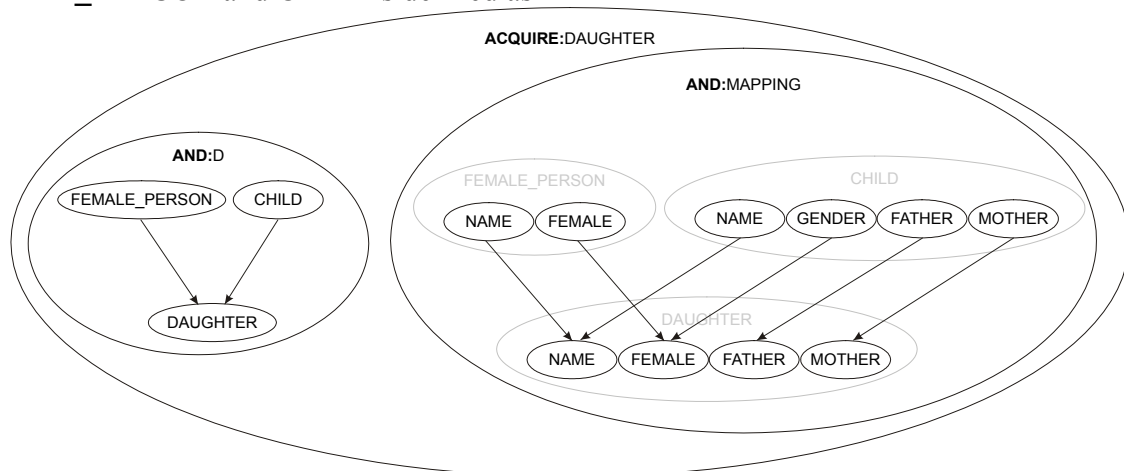 ACQUIRE:DAUGHTER
AND:MAPPING
AND:D
FEMALE_PERSON CHILD
DAUGHTER
FEMALE_PERSON CHILD
NAME FEMALE NAME GENDER FATHER MOTHER
DAUGHTER
NAME FEMALE FATHER MOTHER